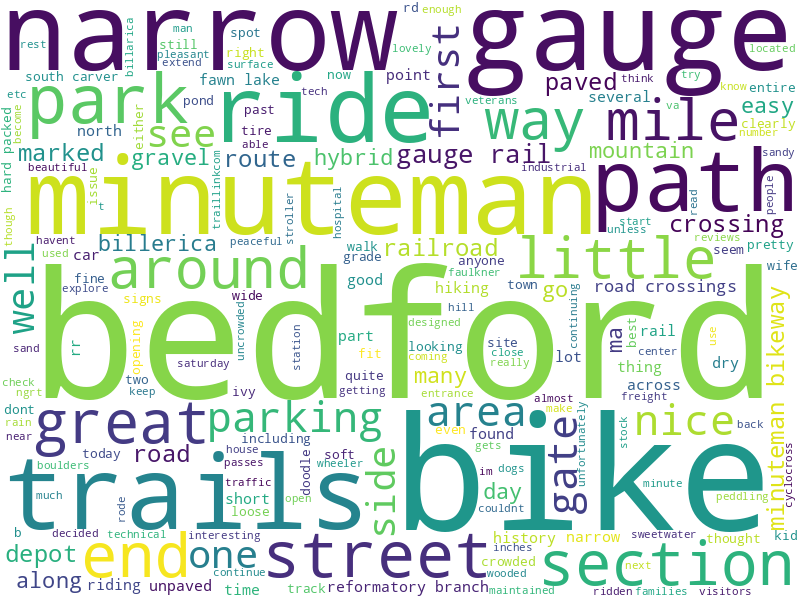 narrow gauge
rd
enough
man
rest
billarica
still
spot
pleasant
right
extend
surface
lovely
now
point
located
south carver
fawn lake
first
paved
think
try
entire
etc
park
ride
tech
veterans
several
know
easy
become
pond
past
way
mile
va
number
hard packed
north
see
tire
able
either
clearly
marked
gravel
route
hybrid
gauge rail
mountain
sandy
beautiful
issue
traillinkcom
industrial
path
people
minuteman
stroller
hospital
read
t
start
unless
crossing
though
havent
used
car
billerica
peaceful
walk
railroad
anyone
little
reviews
seem
pretty
well
explore
fine
around
grade
good
faulkner
hiking
town
go
road crossings
wife
signs
wide
uncrowded
bedford
hill
designed
continuing
sand
rr
opening
station
part
looking
site
close
lot
ma
best
rail
center
use
dry
saturday
fit
coming
really
thing
across
check
ngrt
two
keep
ivy
quite
getting
many
entrance
almost
make
freight
minuteman bikeway
dont
rain
near
great
parking
area
even
found
gets
unfortunately
nice
back
today
road
including
house
passes
doodle
soft
wheeler
side
im
dogs
couldnt
bike
gate
stock
minute
peddling
cyclocross
boulders
much
trails
rode
traffic
open
short
loose
day
b
decided
technical
interesting
history
narrow
thought
sweetwater
kid
depot
end
one
street
crowded
inches
wooded
section
along
riding
unpaved
continue
time
track
reformatory branch
maintained
next
ridden
families
visitors